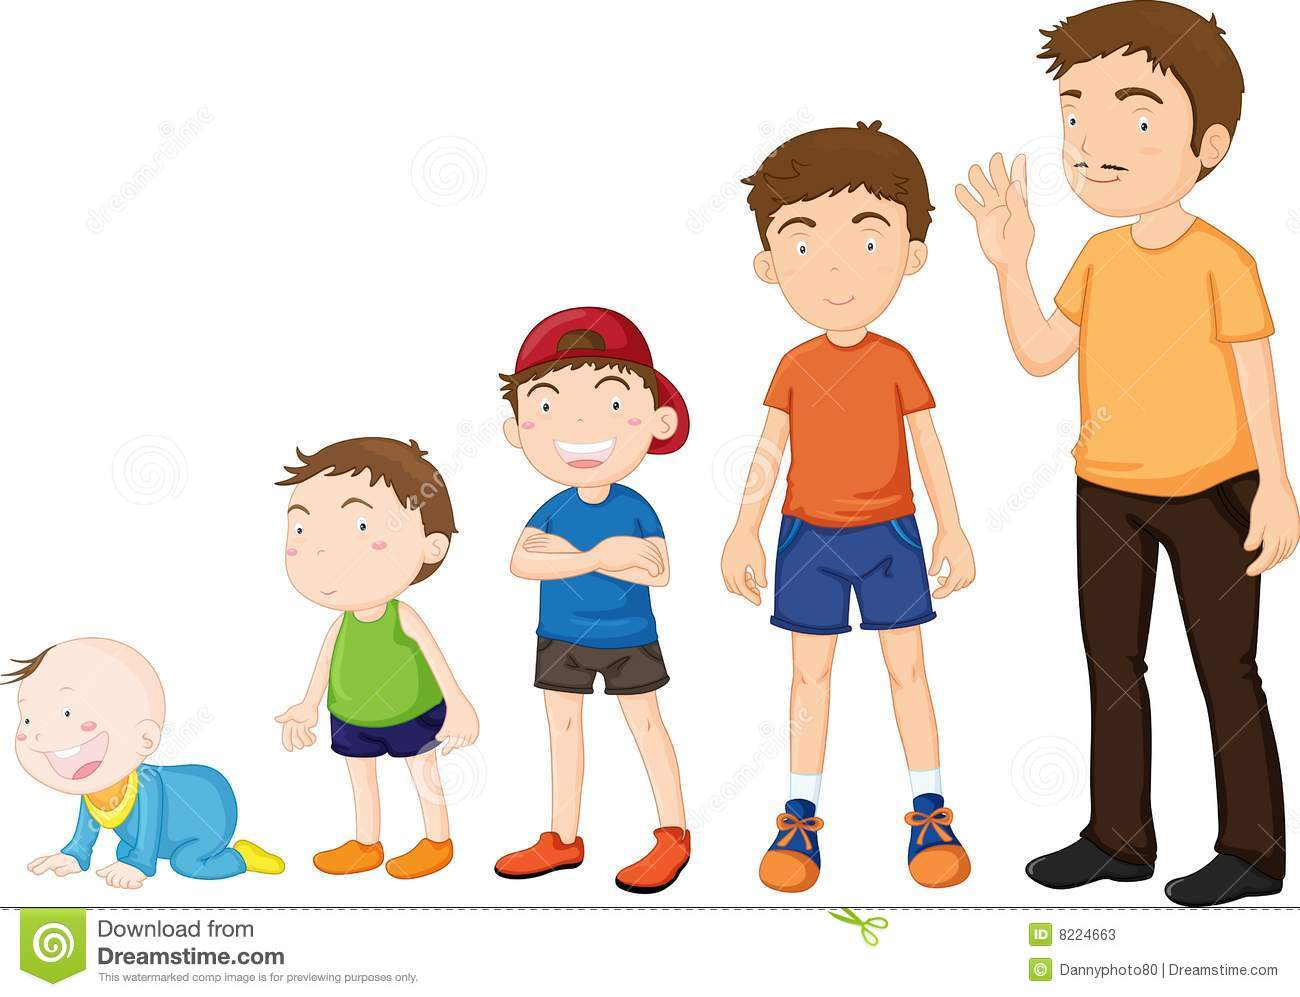 Download from
Dreamstime.com
This watermarked comp image is for previewing purposes only.
ID 8224663
© Dannyphoto80 | Dreamstime.com